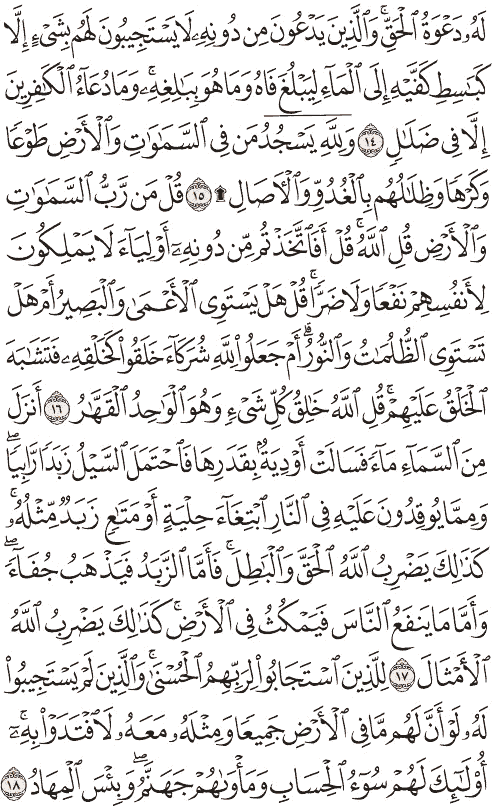 لَهُۥ دَعْوَةُ ٱلْحَقِّ ۖ وَٱلَّذِينَ يَدْعُونَ مِن دُونِهِۦ لَا يَسْتَجِيبُونَ لَهُم بِشَىْءٍ إِلَّا
كَبَـٰسِطِ كَفَّيْهِ إِلَى ٱلْمَآءِ لِيَبْلُغَ فَاهُ وَمَا هُوَ بِبَـٰلِغِهِۦ ۚ وَمَا دُعَآءُ ٱلْكَـٰفِرِينَ
إِلَّا فِى ضَلَـٰلٍ ١٤ وَلِلَّهِ يَسْجُدُ مَن فِى ٱلسَّمَـٰوَٰتِ وَٱلْأَرْضِ طَوْعًا
وَكَرْهًا وَظِلَـٰلُهُم بِٱلْغُدُوِّ وَٱلْـَٔاصَالِ ۩ ١٥ قُلْ مَن رَّبُّ ٱلسَّمَـٰوَٰتِ
وَٱلْأَرْضِ قُلِ ٱللَّهُ ۚ قُلْ أَفَٱتَّخَذْتُم مِّن دُونِهِۦٓ أَوْلِيَآءَ لَا يَمْلِكُونَ
لِأَنفُسِهِمْ نَفْعًا وَلَا ضَرًّا ۚ قُلْ هَلْ يَسْتَوِى ٱلْأَعْمَىٰ وَٱلْبَصِيرُ أَمْ هَلْ
تَسْتَوِى ٱلظُّلُمَـٰتُ وَٱلنُّورُ ۗ أَمْ جَعَلُوا۟ لِلَّهِ شُرَكَآءَ خَلَقُوا۟ كَخَلْقِهِۦ فَتَشَـٰبَهَ
ٱلْخَلْقُ عَلَيْهِمْ ۚ قُلِ ٱللَّهُ خَـٰلِقُ كُلِّ شَىْءٍ وَهُوَ ٱلْوَٰحِدُ ٱلْقَهَّـٰرُ ١٦ أَنزَلَ
مِنَ ٱلسَّمَآءِ مَآءً فَسَالَتْ أَوْدِيَةٌۢ بِقَدَرِهَا فَٱحْتَمَلَ ٱلسَّيْلُ زَبَدًا رَّابِيًا ۖ
وَمِمَّا يُوقِدُونَ عَلَيْهِ فِى ٱلنَّارِ ٱبْتِغَآءَ حِلْيَةٍ أَوْ مَتَـٰعٍ زَبَدٌ مِّثْلُهُۥ ۚ
كَذَٰلِكَ يَضْرِبُ ٱللَّهُ ٱلْحَقَّ وَٱلْبَـٰطِلَ ۚ فَأَمَّا ٱلزَّبَدُ فَيَذْهَبُ جُفَآءً ۖ
وَأَمَّا مَا يَنفَعُ ٱلنَّاسَ فَيَمْكُثُ فِى ٱلْأَرْضِ ۚ كَذَٰلِكَ يَضْرِبُ ٱللَّهُ
ٱلْأَمْثَالَ ١٧ لِلَّذِينَ ٱسْتَجَابُوا۟ لِرَبِّهِمُ ٱلْحُسْنَىٰ ۚ وَٱلَّذِينَ لَمْ يَسْتَجِيبُوا۟
لَهُۥ لَوْ أَنَّ لَهُم مَّا فِى ٱلْأَرْضِ جَمِيعًا وَمِثْلَهُۥ مَعَهُۥ لَٱفْتَدَوْا۟ بِهِۦٓ ۚ
أُو۟لَـٰٓئِكَ لَهُمْ سُوٓءُ ٱلْحِسَابِ وَمَأْوَىٰهُمْ جَهَنَّمُ ۖ وَبِئْسَ ٱلْمِهَادُ ١٨